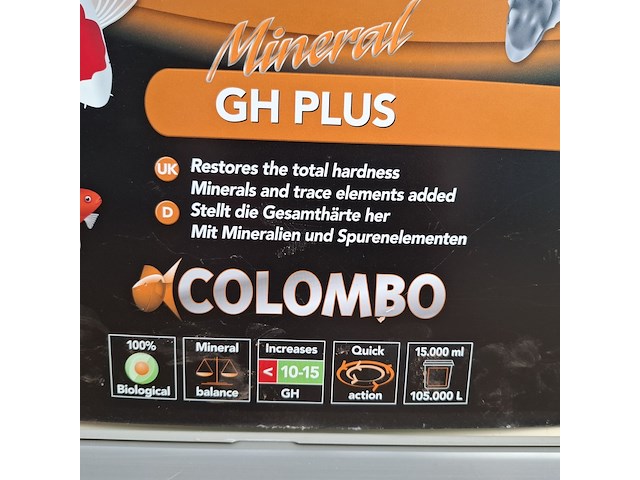 Mineral
GH PLUS
UK Restores the total hardness
Minerals and trace elements added
D Stellt die Gesamthärte her
Mit Mineralien und Spurenelementen
COLOMBO
100%
Biological
Mineral
balance
Increases
< 10-15
GH
Quick
action
15.000 ml
105.000 L